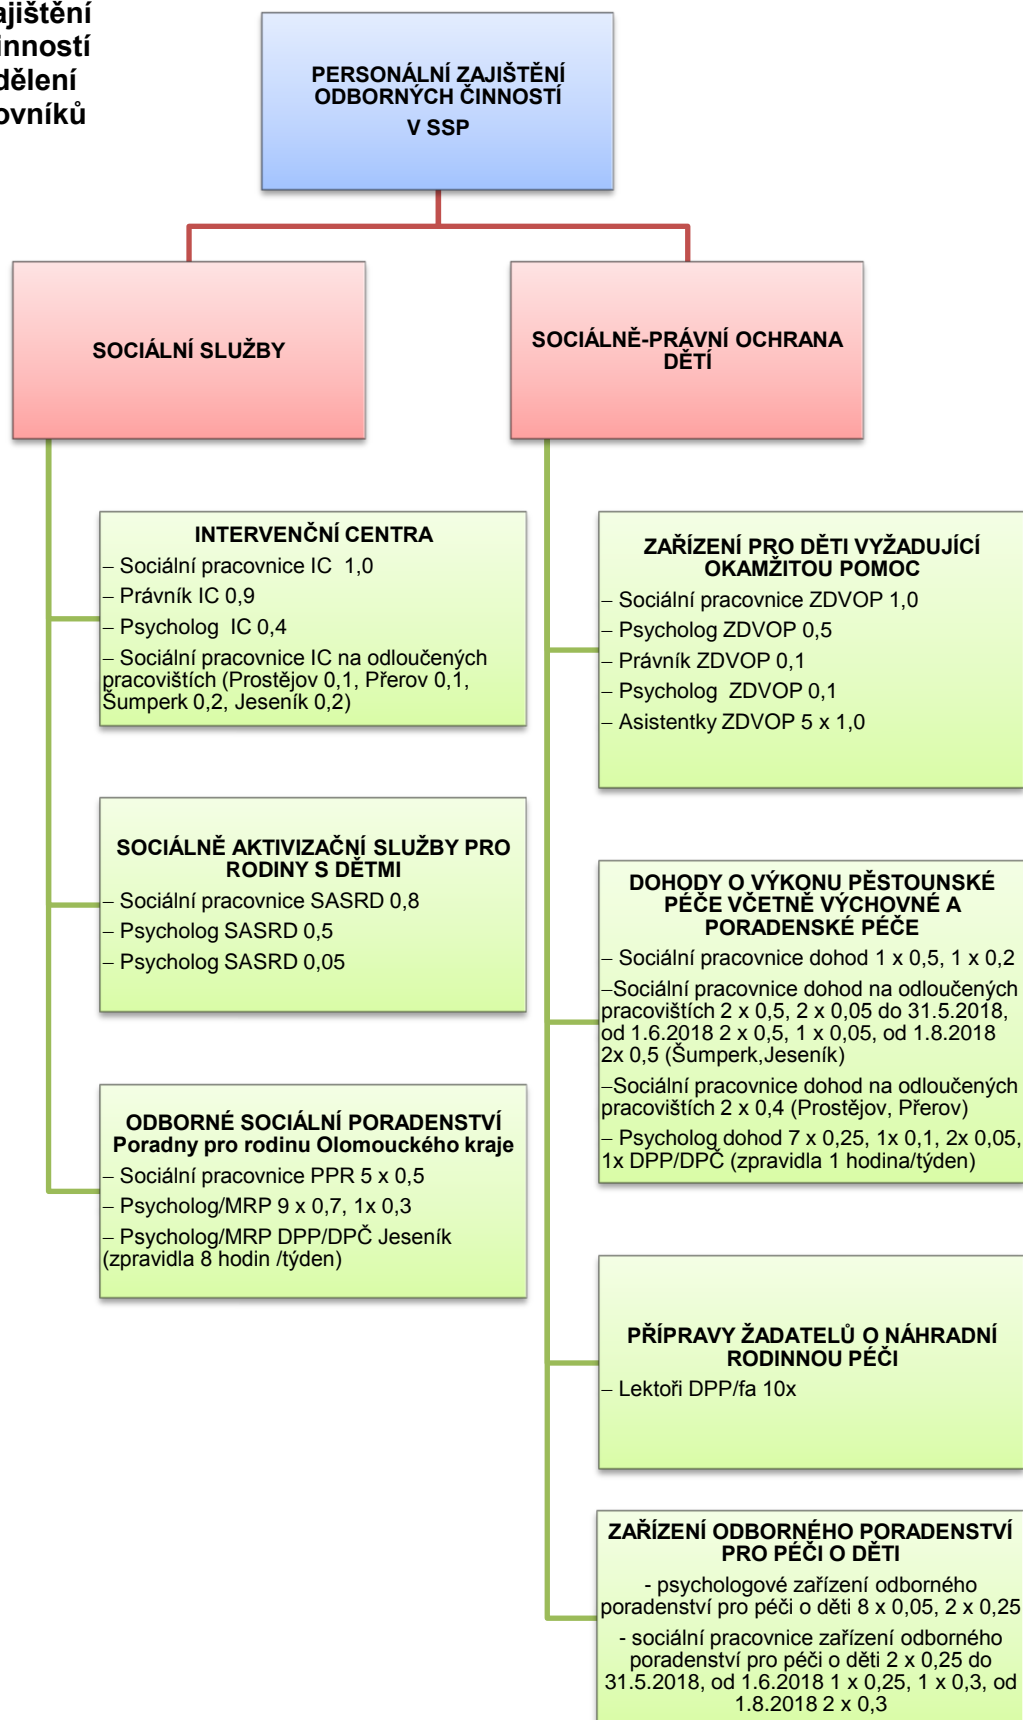 ajištění
inností
dělení
ovníků
PERSONÁLNÍ ZAJIŠTĚNÍ
ODBORNÝCH ČINNOSTÍ
V SSP
SOCIÁLNÍ SLUŽBY
SOCIÁLNĚ-PRÁVNÍ OCHRANA
DĚTÍ
INTERVENČNÍ CENTRA
– Sociální pracovnice IC 1,0
– Právník IC 0,9
– Psycholog IC 0,4
– Sociální pracovnice IC na odloučených
pracovištích (Prostějov 0,1, Přerov 0,1,
Šumperk 0,2, Jeseník 0,2)
SOCIÁLNĚ AKTIVIZAČNÍ SLUŽBY PRO
RODINY S DĚTMI
– Sociální pracovnice SASRD 0,8
– Psycholog SASRD 0,5
– Psycholog SASRD 0,05
ODBORNÉ SOCIÁLNÍ PORADENSTVÍ
Poradny pro rodinu Olomouckého kraje
– Sociální pracovnice PPR 5 x 0,5
– Psycholog/MRP 9 x 0,7, 1x 0,3
– Psycholog/MRP DPP/DPČ Jeseník
(zpravidla 8 hodin /týden)
ZAŘÍZENÍ PRO DĚTI VYŽADUJÍCÍ
OKAMŽITOU POMOC
– Sociální pracovnice ZDVOP 1,0
– Psycholog ZDVOP 0,5
– Právník ZDVOP 0,1
– Psycholog ZDVOP 0,1
– Asistentky ZDVOP 5 x 1,0
DOHODY O VÝKONU PĚSTOUNSKÉ
PÉČE VČETNĚ VÝCHOVNÉ A
PORADENSKÉ PÉČE
– Sociální pracovnice dohod 1 x 0,5, 1 x 0,2
–Sociální pracovnice dohod na odloučených
pracovištích 2 x 0,5, 2 x 0,05 do 31.5.2018,
od 1.6.2018 2 x 0,5, 1 x 0,05, od 1.8.2018
2x 0,5 (Šumperk,Jeseník)
–Sociální pracovnice dohod na odloučených
pracovištích 2 x 0,4 (Prostějov, Přerov)
– Psycholog dohod 7 x 0,25, 1x 0,1, 2x 0,05,
1x DPP/DPČ (zpravidla 1 hodina/týden)
PŘÍPRAVY ŽADATELŮ O NÁHRADNÍ
RODINNOU PÉČI
– Lektoři DPP/fa 10x
ZAŘÍZENÍ ODBORNÉHO PORADENSTVÍ
PRO PÉČI O DĚTI
- psychologové zařízení odborného
poradenství pro péči o děti 8 x 0,05, 2 x 0,25
- sociální pracovnice zařízení odborného
poradenství pro péči o děti 2 x 0,25 do
31.5.2018, od 1.6.2018 1 x 0,25, 1 x 0,3, od
1.8.2018 2 x 0,3